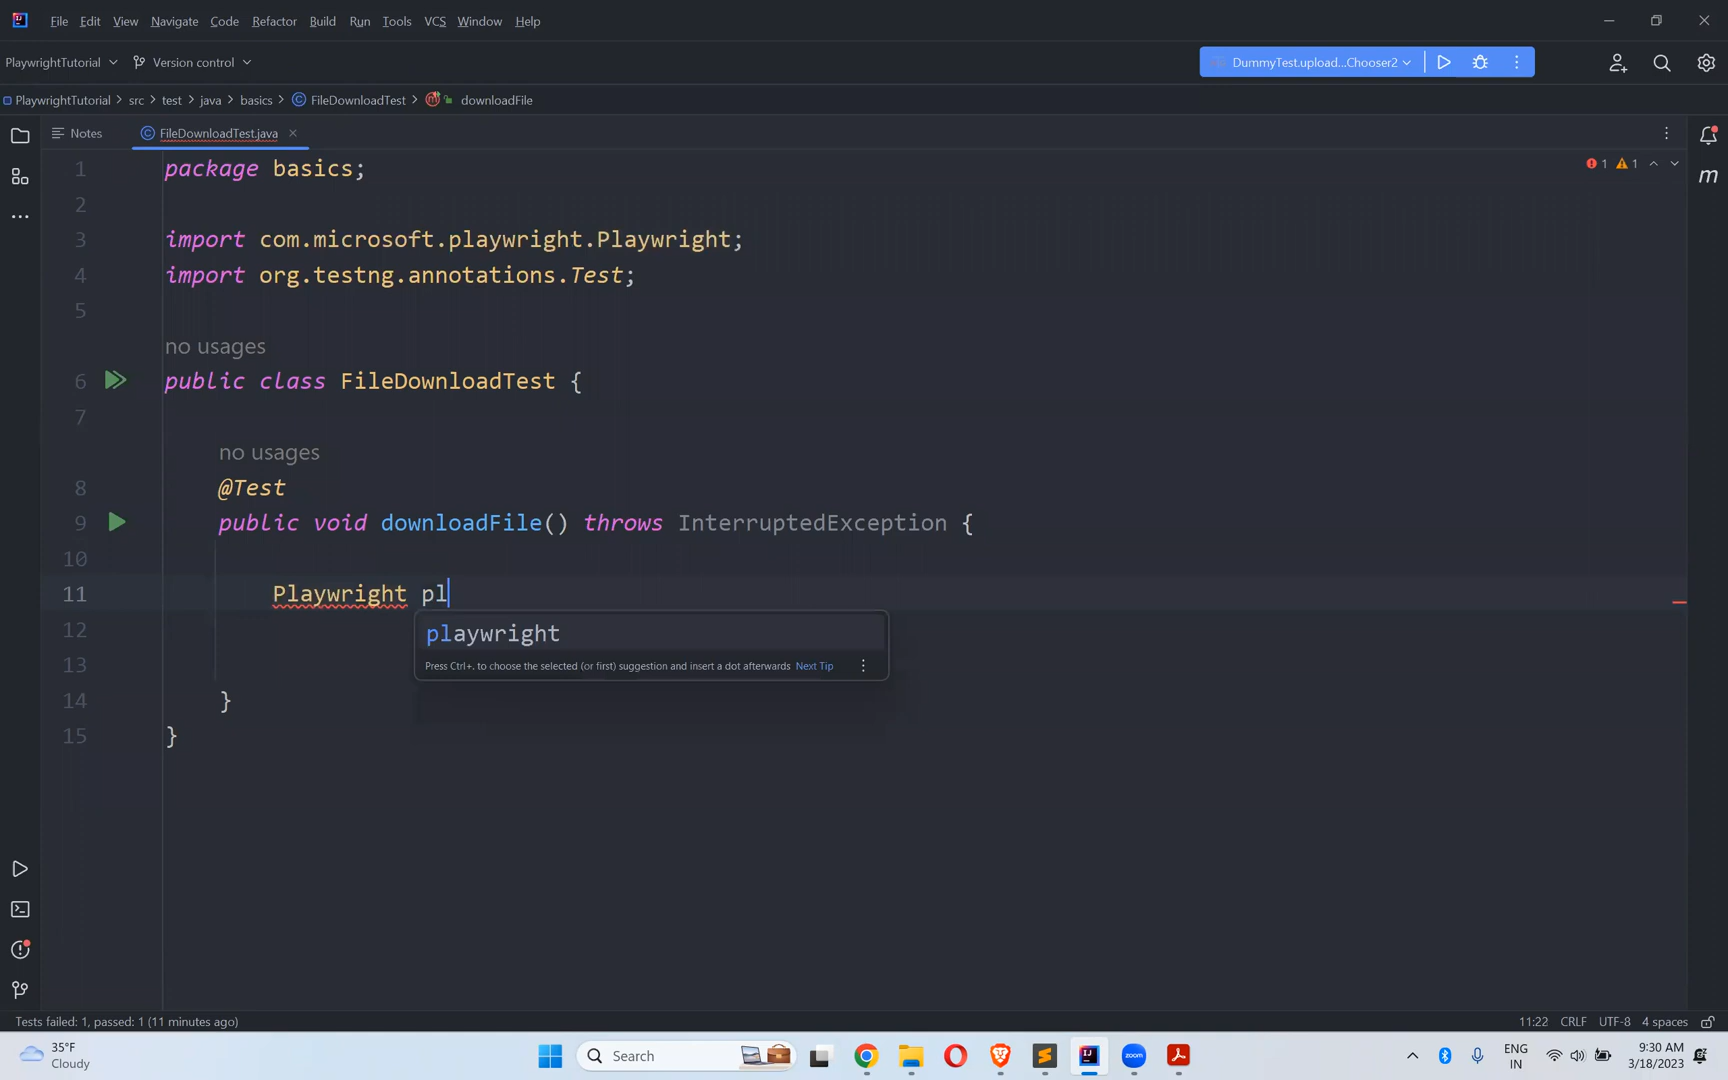 File Edit View Navigate Code Refactor Build Run Tools VCS Window Help
PlaywrightTutorial Version control DummyTest.upload...Chooser2
PlaywrightTutorial src test java basics FileDownloadTest downloadFile
Notes FileDownloadTest.java
1 package basics; 1 1
2
3 import com.microsoft.playwright.Playwright;
4 import org.testng.annotations.Test;
5
no usages
6 public class FileDownloadTest {
7
no usages
8 @Test
9 public void downloadFile() throws InterruptedException {
10
11 Playwright pl
12 playwright
13 Press Ctrl+. to choose the selected (or first) suggestion and insert a dot afterwards Next Tip
14 }
15 }
Tests failed: 1, passed: 1 (11 minutes ago) 11:22 CRLF UTF-8 4 spaces
35°F
Cloudy
Search
zoom
ENG
IN
9:30 AM
3/18/2023